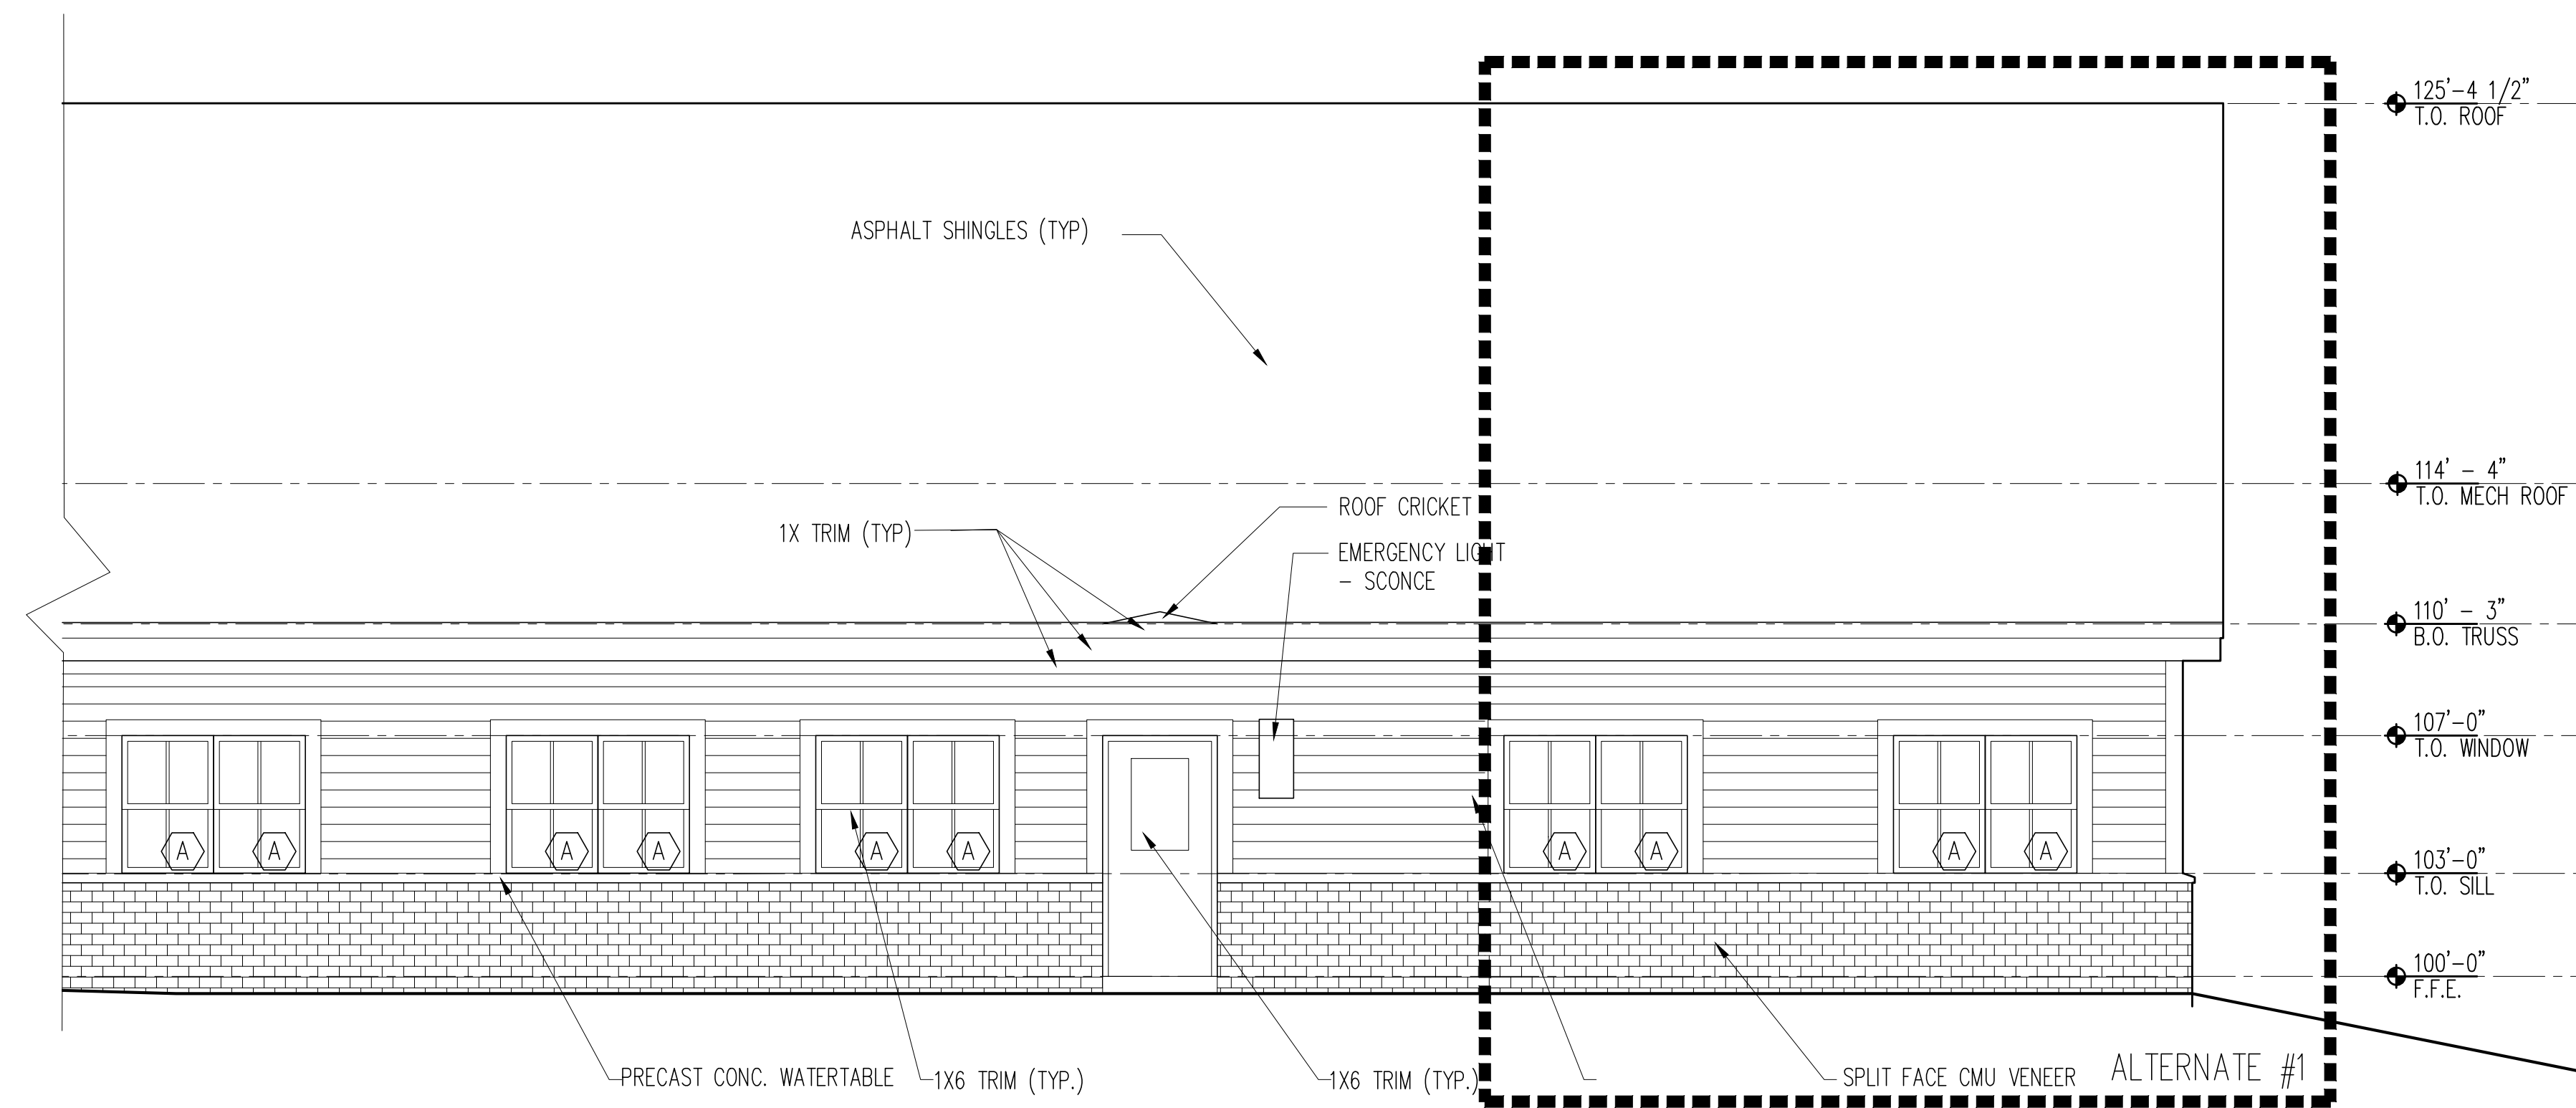 125'-4 1/2"
T.O. ROOF
ASPHALT SHINGLES (TYP)
114' - 4"
T.O. MECH ROOF
ROOF CRICKET
1X TRIM (TYP)
EMERGENCY LIGHT
- SCONCE
110' - 3"
B.O. TRUSS
107'-0"
T.O. WINDOW
A A A A A A A A A A
103'-0"
T.O. SILL
100'-0"
F.F.E.
PRECAST CONC. WATERTABLE
1X6 TRIM (TYP.)
1X6 TRIM (TYP.)
SPLIT FACE CMU VENEER
ALTERNATE #1